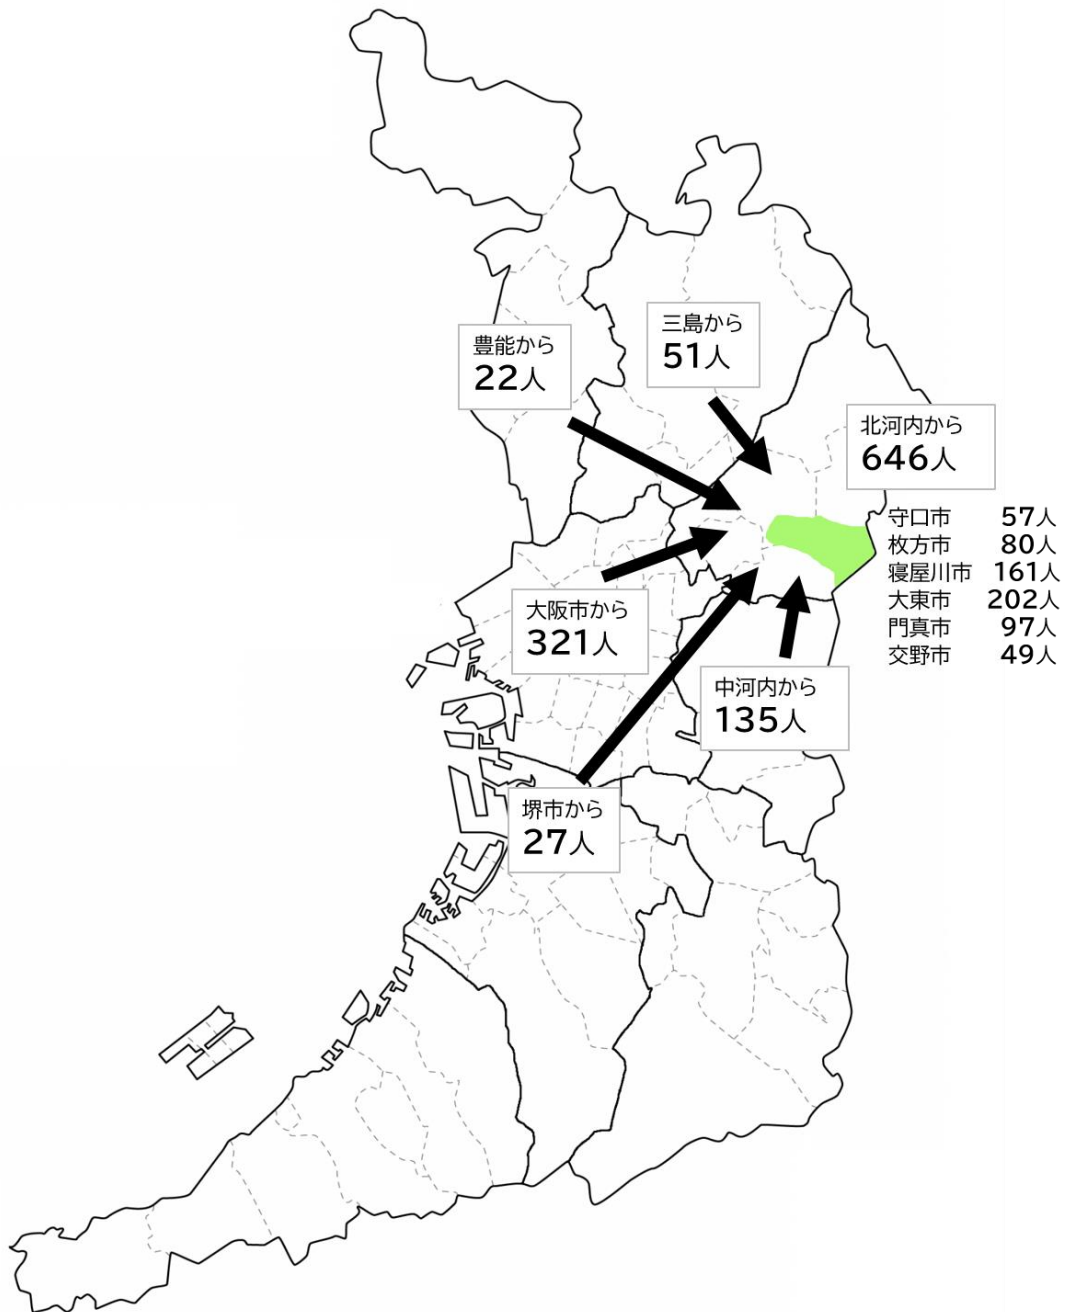 三島から
51人
豊能から
22人
北河内から
646人
守口市 57人
枚方市 80人
寝屋川市 161人
大東市 202人
門真市 97人
交野市 49人
大阪市から
321人
中河内から
135人
堺市から
27人